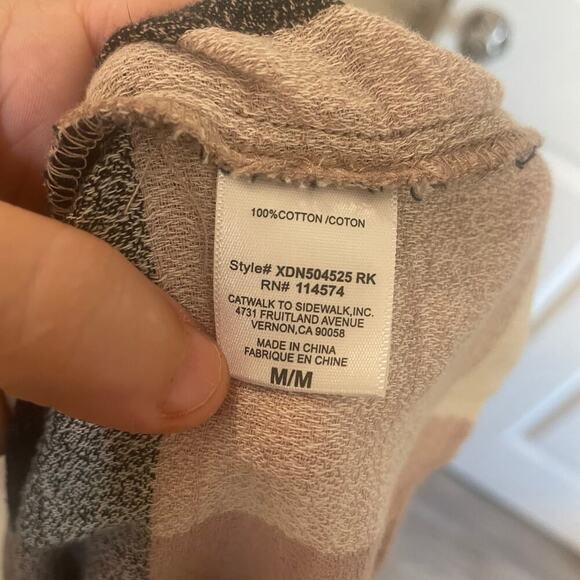 100%COTTON /COTON
Style# XDN504525 RK
RN# 114574
CATWALK TO SIDEWALK,INC.
4731 FRUITLAND AVENUE
VERNON,CA 90058
MADE IN CHINA
FABRIQUE EN CHINE
M/M